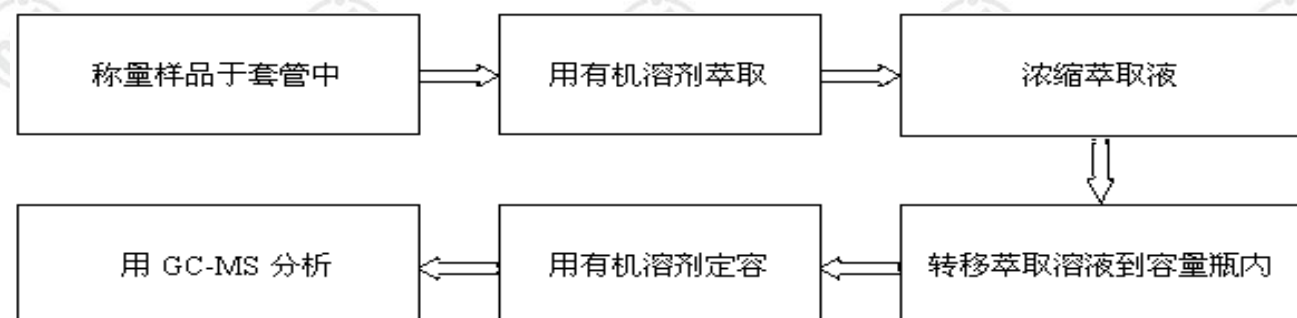 称量样品于套管中
用有机溶剂萃取
浓缩萃取液
转移萃取溶液到容量瓶内
用有机溶剂定容
用 GC-MS 分析